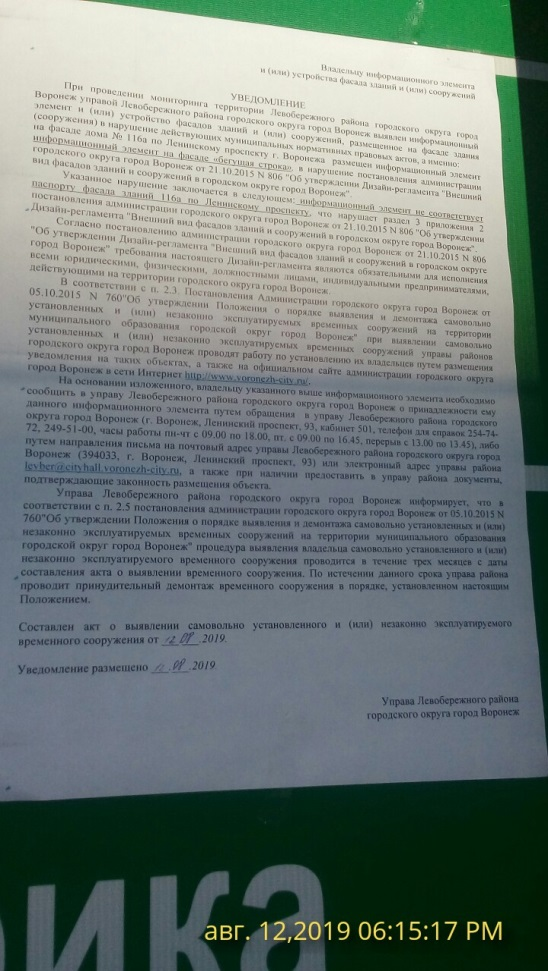 Владельцу информационного элемента
и (или) устройства фасада зданий и (или) сооружений
УВЕДОМЛЕНИЕ
При проведении мониторинга территории Левобережного района городского округа город
Воронеж управой Левобережного района городского округа город Воронеж выявлен информационный
элемент и (или) устройство фасадов зданий и (или) сооружений, размещенное на фасаде здания
(сооружения) в нарушение действующих муниципальных нормативных правовых актов, а именно:
на фасаде дома № 116а по Ленинскому проспекту г. Воронежа размещен информационный элемент
информационный элемент на фасаде «бегущая строка», в нарушение постановления администрации
городского округа город Воронеж от 21.10.2015 N 806 "Об утверждении Дизайн-регламента "Внешний
вид фасадов зданий и сооружений в городском округе город Воронеж".
Указанное нарушение заключается в следующем: информационный элемент не соответствует
паспорту фасада зданий 116а по Ленинскому проспекту, что нарушает раздел 3 приложения 2
постановления администрации городского округа город Воронеж от 21.10.2015 N 806 "Об утверждении
Дизайн-регламента "Внешний вид фасадов зданий и сооружений в городском округе город Воронеж".
Согласно постановлению администрации городского округа город Воронеж от 21.10.2015 N 806
"Об утверждении Дизайн-регламента "Внешний вид фасадов зданий и сооружений в городском округе
город Воронеж" требования настоящего Дизайн-регламента являются обязательными для исполнения
всеми юридическими, физическими, должностными лицами, индивидуальными предпринимателями,
действующими на территории городского округа город Воронеж.
В соответствии с п. 2.3. Постановления Администрации городского округа город Воронеж от
05.10.2015 N 760"Об утверждении Положения о порядке выявления и демонтажа самовольно
установленных и (или) незаконно эксплуатируемых временных сооружений на территории
муниципального образования городской округ город Воронеж" при выявлении самовольно
установленных и (или) незаконно эксплуатируемых временных сооружений управы районов
городского округа город Воронеж проводят работу по установлению их владельцев путем размещения
уведомления на таких объектах, а также на официальном сайте администрации городского округа
город Воронеж в сети Интернет http://www.voronezh-city.ru/.
На основании изложенного, владельцу указанного выше информационного элемента необходимо
сообщить в управу Левобережного района городского округа город Воронеж о принадлежности ему
данного информационного элемента путем обращения в управу Левобережного района городского
округа город Воронеж (г. Воронеж, Ленинский проспект, 93, кабинет 501, телефон для справок 254-74-
72, 249-51-00, часы работы пн-чт с 09.00 по 18.00, пт. с 09.00 по 16.45, перерыв с 13.00 по 13.45), либо
путем направления письма на почтовый адрес управы Левобережного района городского округа город
Воронеж (394033, г. Воронеж, Ленинский проспект, 93) или электронный адрес управы района
levber@cityhall.voronezh-city.ru, а также при наличии предоставить в управу района документы,
подтверждающие законность размещения объекта.
Управа Левобережного района городского округа город Воронеж информирует, что в
соответствии с п. 2.5 постановления администрации городского округа город Воронеж от 05.10.2015 N
760"Об утверждении Положения о порядке выявления и демонтажа самовольно установленных и (или)
незаконно эксплуатируемых временных сооружений на территории муниципального образования
городской округ город Воронеж" процедура выявления владельца самовольно установленного и (или)
незаконно эксплуатируемого временного сооружения проводится в течение трех месяцев с даты
составления акта о выявлении временного сооружения. По истечении данного срока управа района
проводит принудительный демонтаж временного сооружения в порядке, установленном настоящим
Положением.
Составлен акт о выявлении самовольно установленного и (или) незаконно эксплуатируемого
временного сооружения от 12.08.2019.
Уведомление размещено 12.08.2019.
Управа Левобережного района
городского округа город Воронеж
ика
авг. 12,2019 06:15:17 PM